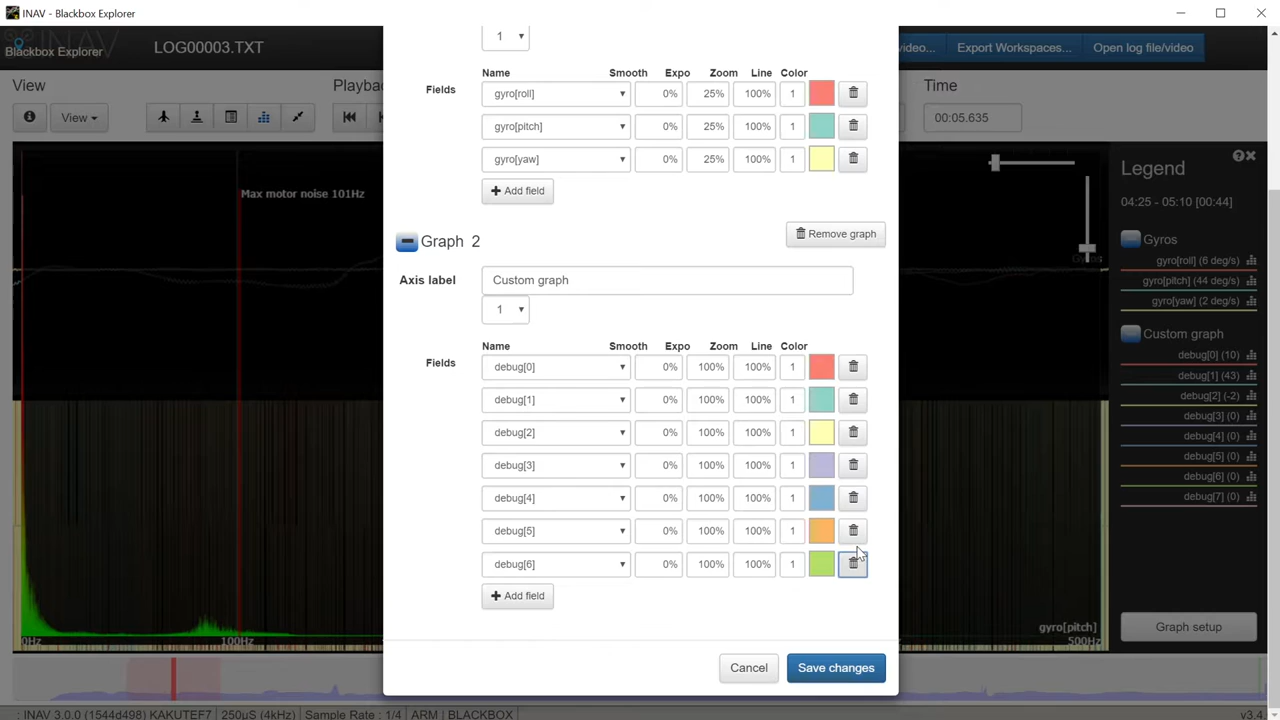 INAV - Blackbox Explorer
Blackbox Explorer
LOG00003.TXT
video...
Export Workspaces...
Open log file/video
View
Playba
Time
View
00:05.635
1
Name Smooth Expo Zoom Line Color
Fields
gyro[roll] 0% 25% 100% 1
gyro[pitch] 0% 25% 100% 1
gyro[yaw] 0% 25% 100% 1
Add field
Graph 2
Remove graph
Axis label
Custom graph
1
Name Smooth Expo Zoom Line Color
Fields
debug[0] 0% 100% 100% 1
debug[1] 0% 100% 100% 1
debug[2] 0% 100% 100% 1
debug[3] 0% 100% 100% 1
debug[4] 0% 100% 100% 1
debug[5] 0% 100% 100% 1
debug[6] 0% 100% 100% 1
Add field
Cancel
Save changes
Max motor noise 101Hz
0Hz
100Hz
gyro[pitch]
500Hz
Gyros
Legend
04:25 - 05:10 [00:44]
Gyros
gyro[roll] (6 deg/s)
gyro[pitch] (44 deg/s)
gyro[yaw] (2 deg/s)
Custom graph
debug[0] (10)
debug[1] (43)
debug[2] (-2)
debug[3] (0)
debug[4] (0)
debug[5] (0)
debug[6] (0)
debug[7] (0)
Graph setup
: INAV 3.0.0 (1544d498) KAKUTEF7 | 250µS (4kHz) | Sample Rate : 1/4 | ARM | BLACKBOX
v3.4